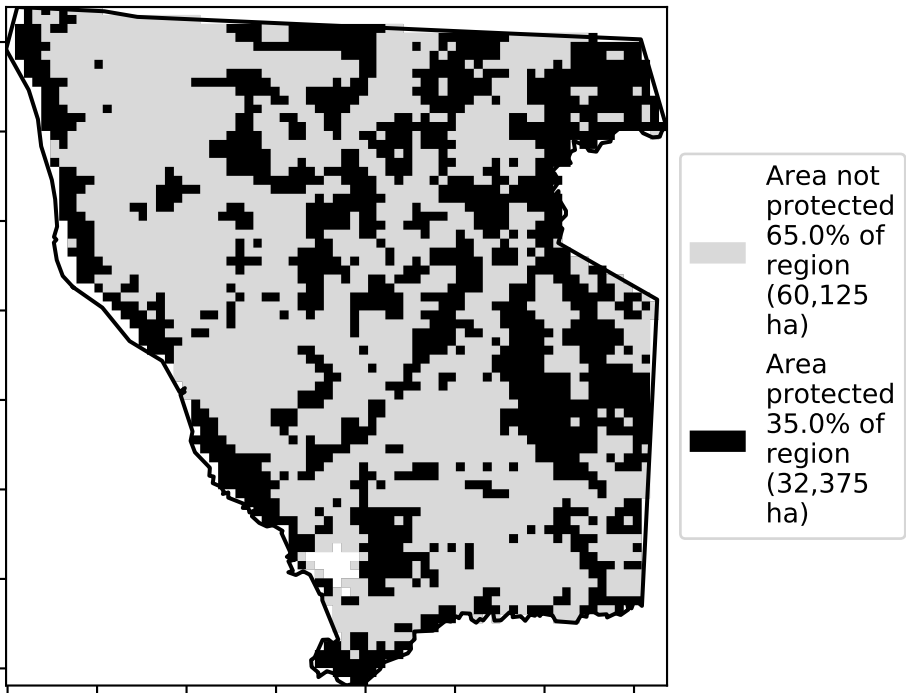 Area not
protected
65.0% of
region
(60,125
ha)
Area
protected
35.0% of
region
(32,375
ha)